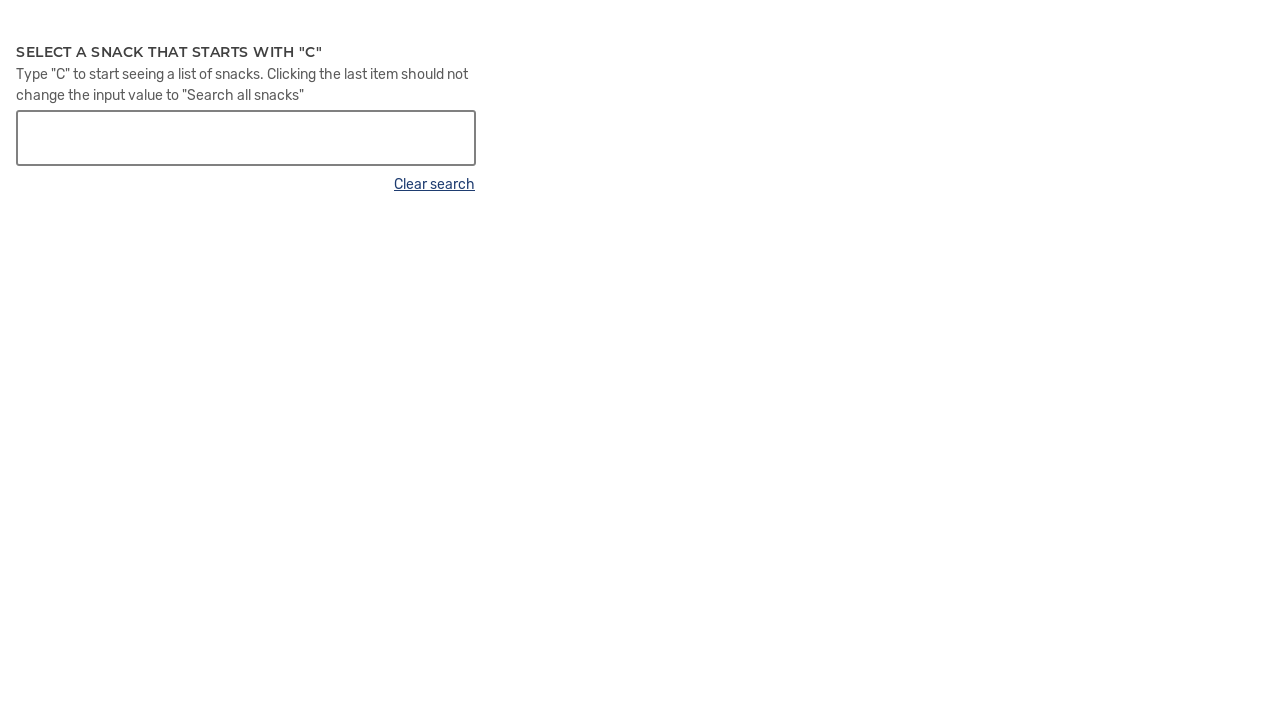 SELECT A SNACK THAT STARTS WITH "C"
Type "C" to start seeing a list of snacks. Clicking the last item should not
change the input value to "Search all snacks"
Clear search